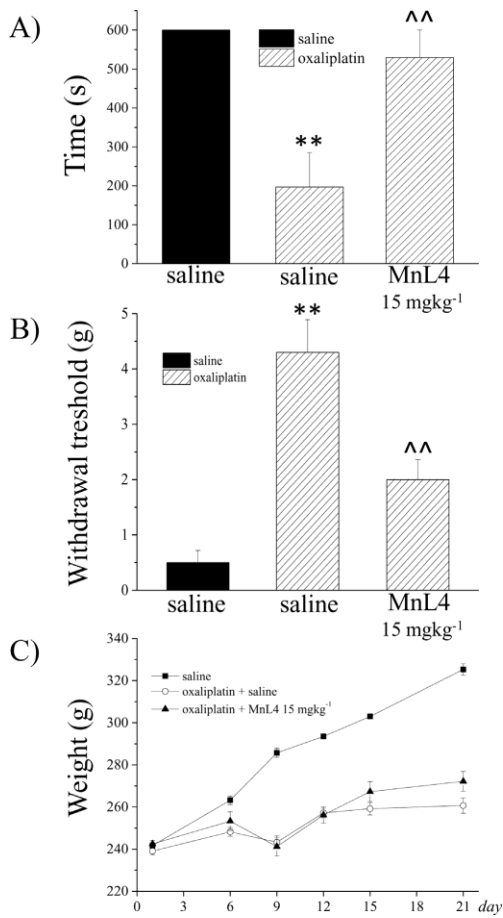 A)
Time (s)
600
500
400
300
200
100
0
saline
oxaliplatin
**
^^
saline
saline
MnL4
15 mgkg⁻¹
B)
Withdrawal treshold (g)
5
4
3
2
1
0
saline
oxaliplatin
**
^^
saline
saline
MnL4
15 mgkg⁻¹
C)
Weight (g)
340
320
300
280
260
240
220
saline
oxaliplatin + saline
oxaliplatin + MnL4 15 mgkg⁻¹
0
3
6
9
12
15
18
21
day